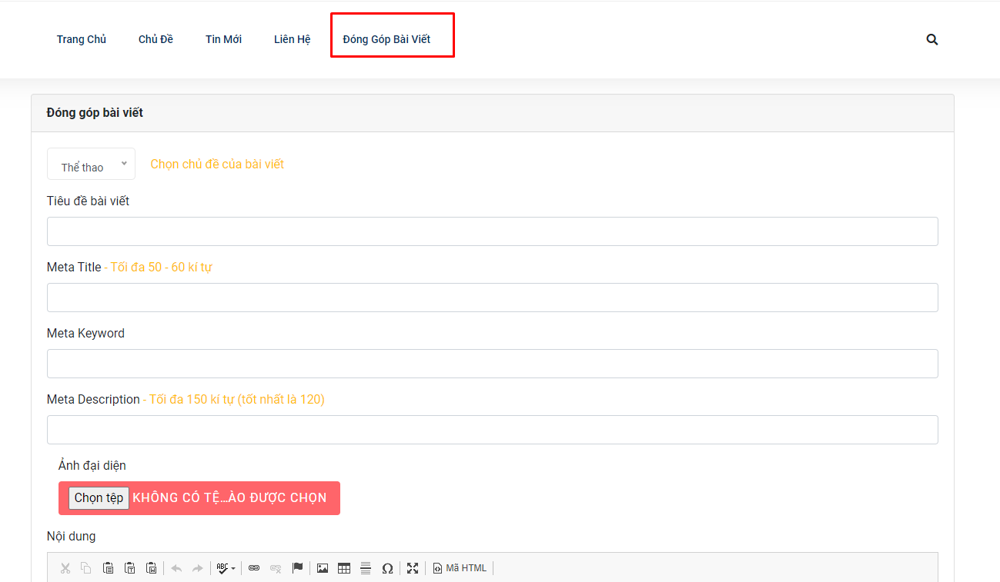 Trang Chủ Chủ Đề Tin Mới Liên Hệ Đóng Góp Bài Viết
Đóng góp bài viết
Thể thao Chọn chủ đề của bài viết
Tiêu đề bài viết
Meta Title - Tối đa 50 - 60 kí tự
Meta Keyword
Meta Description - Tối đa 150 kí tự (tốt nhất là 120)
Ảnh đại diện
Chọn tệp KHÔNG CÓ TỆ...ÀO ĐƯỢC CHỌN
Nội dung
ABC Ω Mã HTML